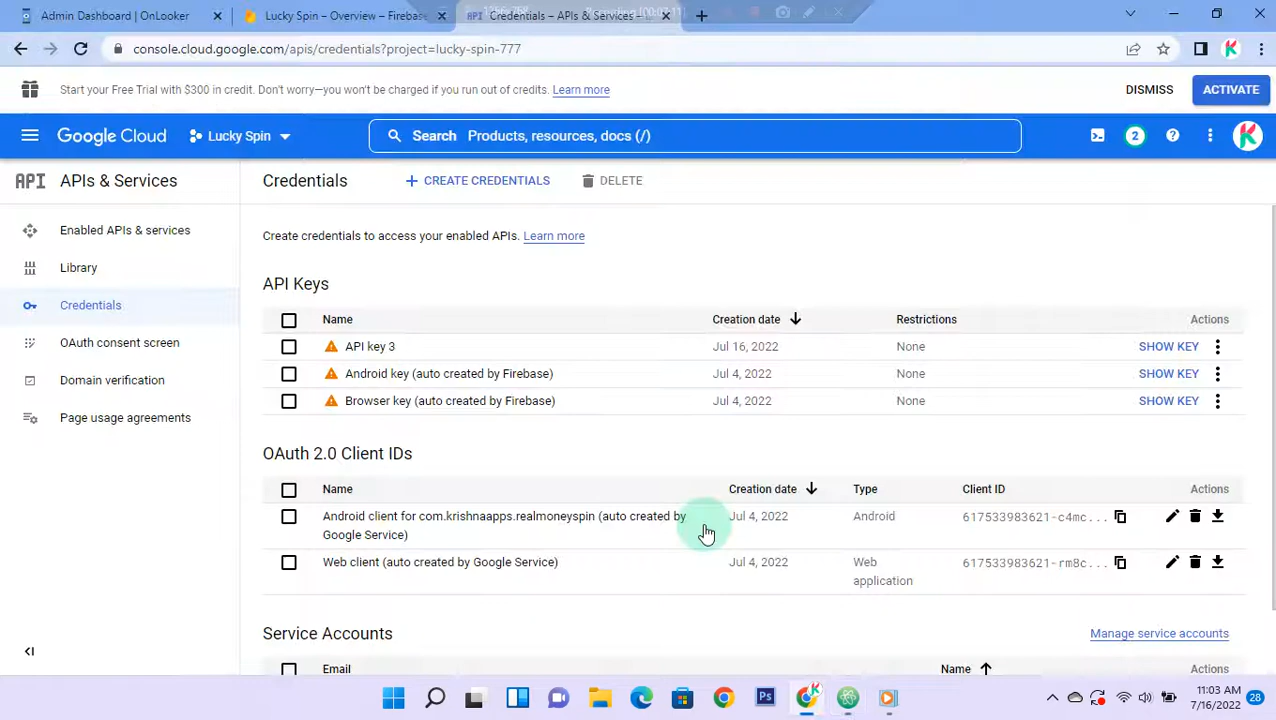 Admin Dashboard | OnLooker
Lucky Spin – Overview – Firebase
API Credentials – APIs & Services –
console.cloud.google.com/apis/credentials?project=lucky-spin-777
Start your Free Trial with $300 in credit. Don't worry—you won't be charged if you run out of credits. Learn more
DISMISS
ACTIVATE
Google Cloud
Lucky Spin
Search Products, resources, docs (/)
2
API APIs & Services
Credentials
CREATE CREDENTIALS
DELETE
Enabled APIs & services
Library
Credentials
OAuth consent screen
Domain verification
Page usage agreements
Create credentials to access your enabled APIs. Learn more
API Keys
Name Creation date Restrictions Actions
API key 3 Jul 16, 2022 None SHOW KEY
Android key (auto created by Firebase) Jul 4, 2022 None SHOW KEY
Browser key (auto created by Firebase) Jul 4, 2022 None SHOW KEY
OAuth 2.0 Client IDs
Name Creation date Type Client ID Actions
Android client for com.krishnaapps.realmoneyspin (auto created by Jul 4, 2022 Android 617533983621-c4mc...
Google Service)
Web client (auto created by Google Service) Jul 4, 2022 Web 617533983621-rm8c...
application
Service Accounts
Manage service accounts
Email Name Actions
11:03 AM
7/16/2022
28